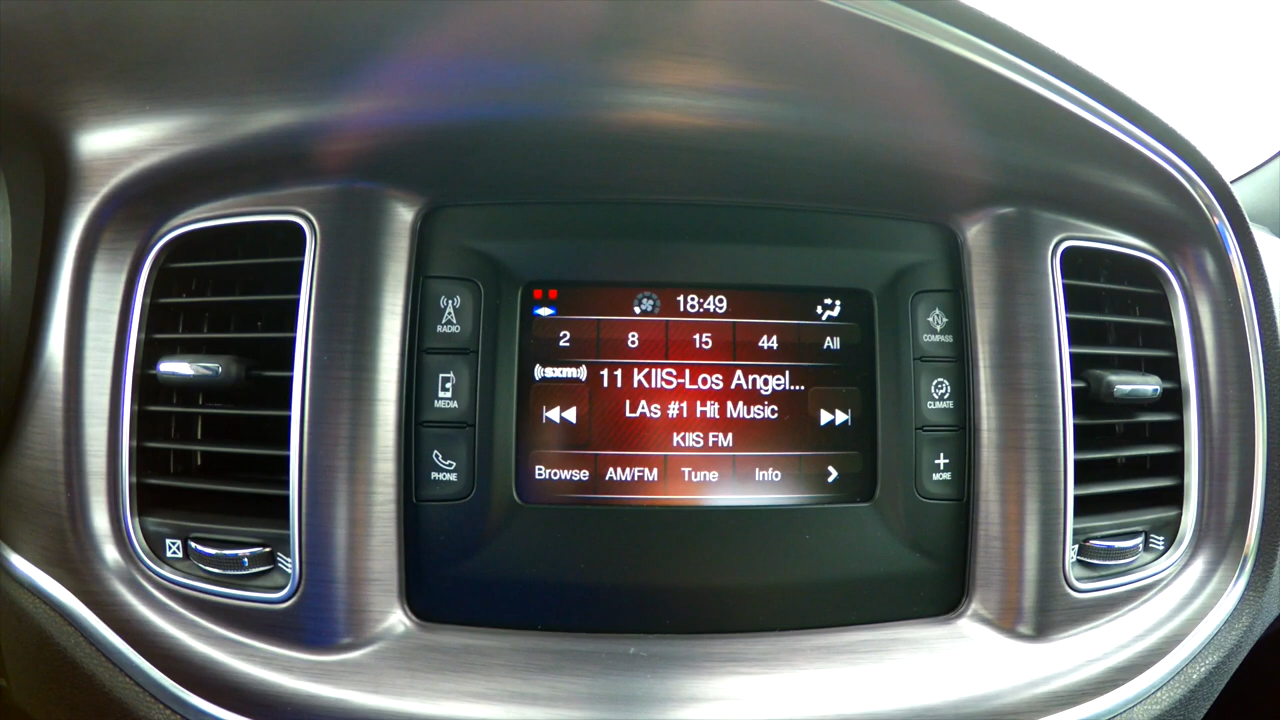 18:49
2 8 15 44 All
((sxm)) 11 KIIS-Los Angel...
LAs #1 Hit Music
KIIS FM
Browse AM/FM Tune Info
RADIO
MEDIA
PHONE
N
COMPASS
CLIMATE
MORE